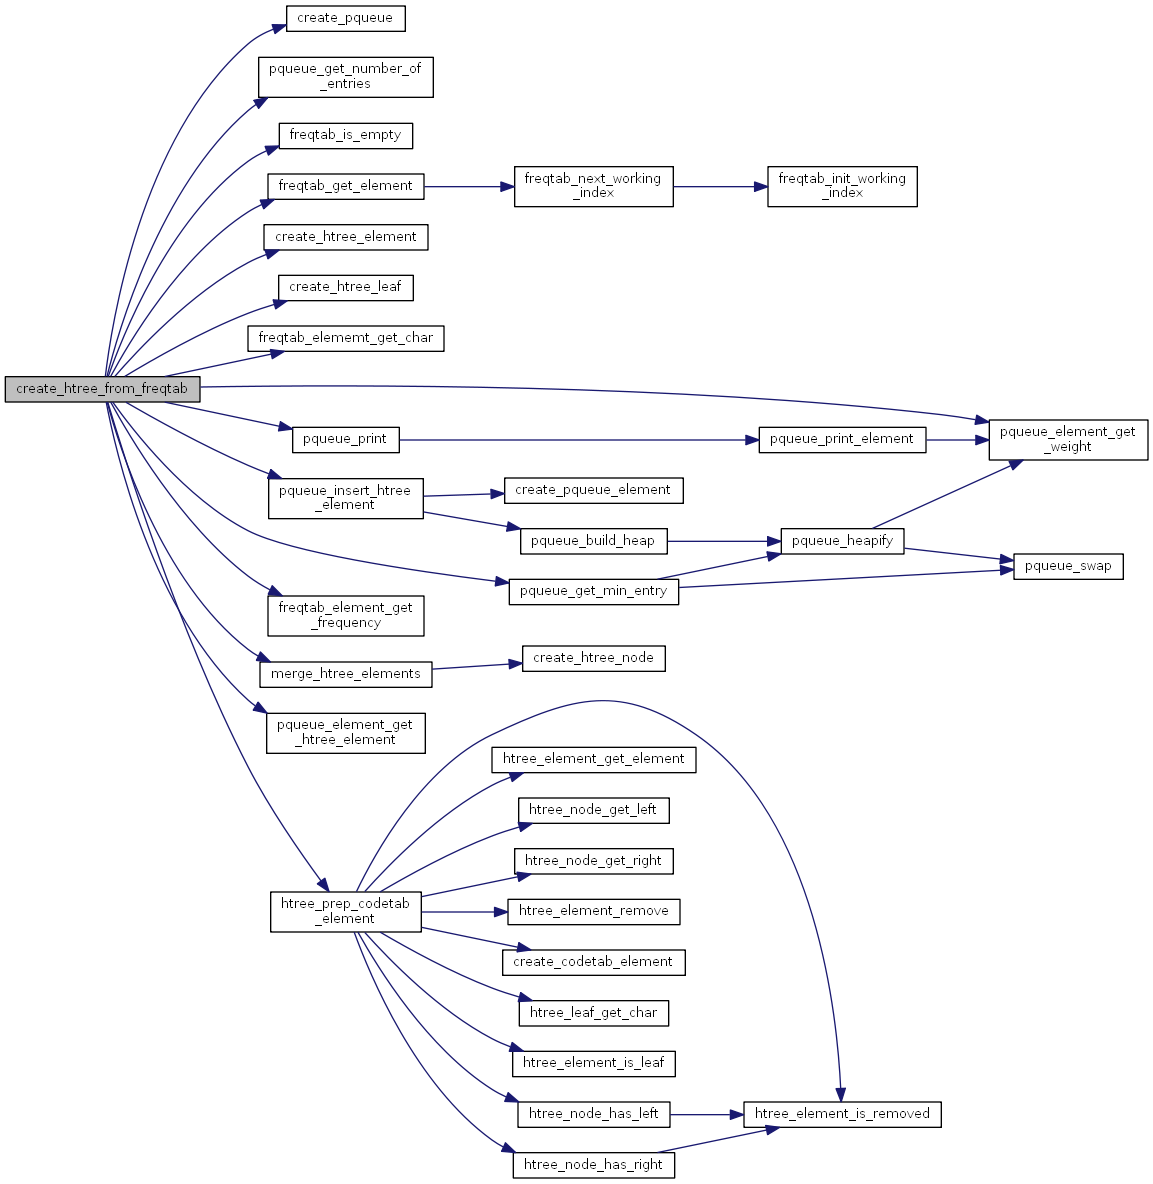 create_pqueue
pqueue_get_number_of
_entries
freqtab_is_empty
freqtab_get_element
freqtab_next_working
_index
freqtab_init_working
_index
create_htree_element
create_htree_leaf
freqtab_elememt_get_char
create_htree_from_freqtab
pqueue_print
pqueue_print_element
pqueue_element_get
_weight
pqueue_insert_htree
_element
create_pqueue_element
pqueue_build_heap
pqueue_heapify
pqueue_swap
pqueue_get_min_entry
freqtab_element_get
_frequency
merge_htree_elements
create_htree_node
pqueue_element_get
_htree_element
htree_element_get_element
htree_node_get_left
htree_node_get_right
htree_prep_codetab
_element
htree_element_remove
create_codetab_element
htree_leaf_get_char
htree_element_is_leaf
htree_node_has_left
htree_element_is_removed
htree_node_has_right